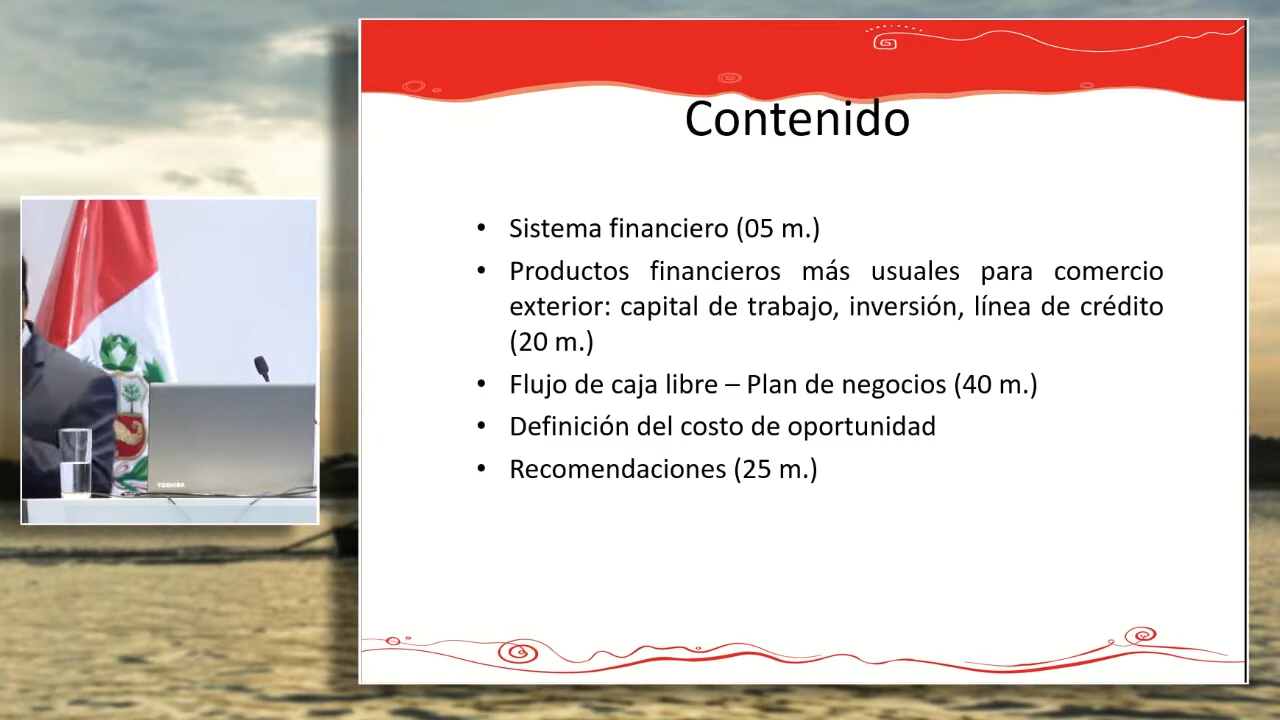 Contenido
• Sistema financiero (05 m.)
• Productos financieros más usuales para comercio
exterior: capital de trabajo, inversión, línea de crédito
(20 m.)
• Flujo de caja libre – Plan de negocios (40 m.)
• Definición del costo de oportunidad
• Recomendaciones (25 m.)
TOSHIBA